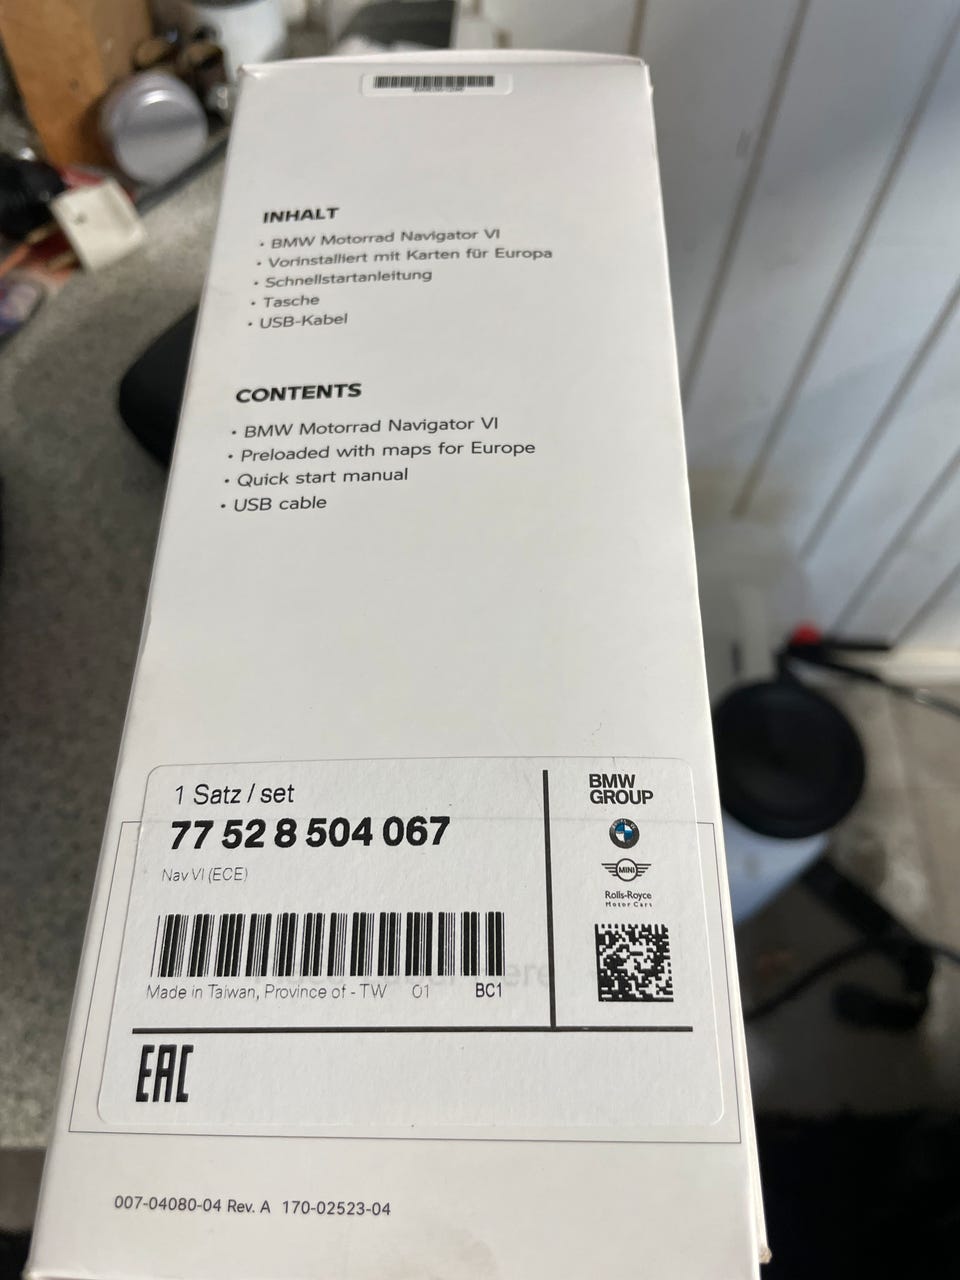 INHALT
• BMW Motorrad Navigator VI
• Vorinstalliert mit Karten für Europa
• Schnellstartanleitung
• Tasche
• USB-Kabel
CONTENTS
• BMW Motorrad Navigator VI
• Preloaded with maps for Europe
• Quick start manual
• USB cable
1 Satz / set
77 52 8 504 067
Nav VI (ECE)
Made in Taiwan, Province of - TW 01 BC1
BMW
GROUP
MINI
Rolls-Royce
Motor Cars
EAC
007-04080-04 Rev. A 170-02523-04